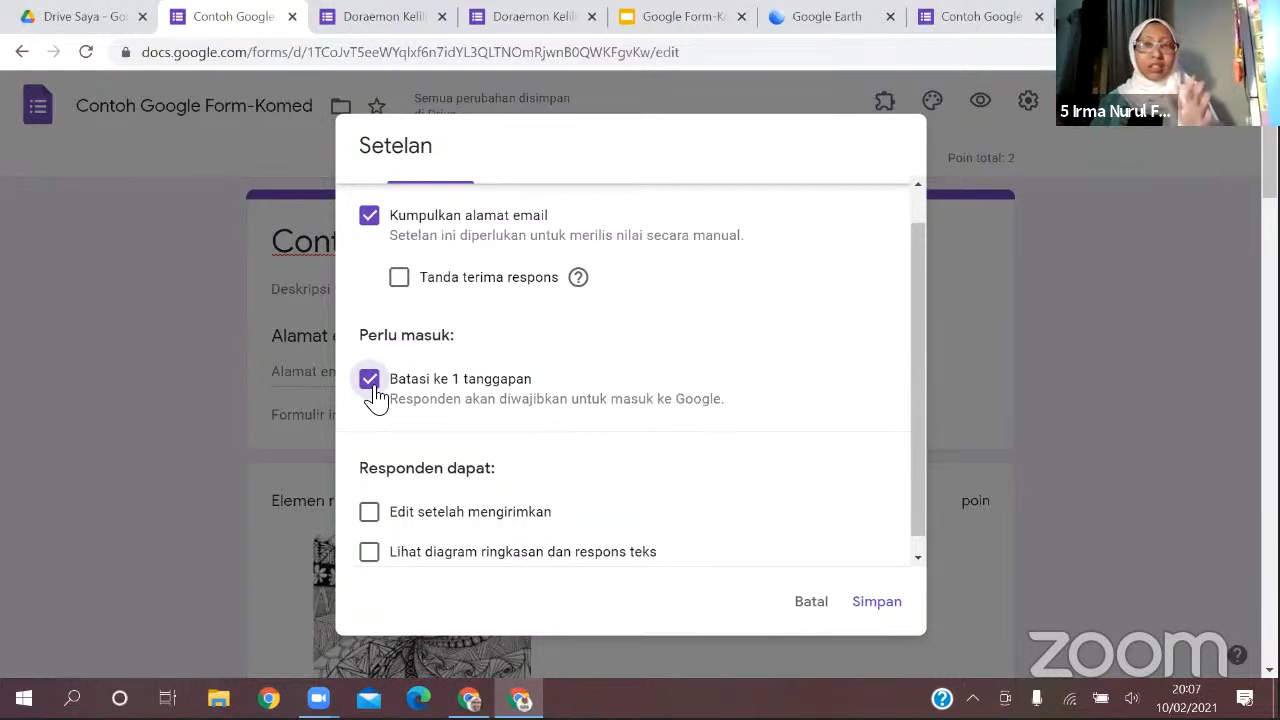 Drive Saya - Go
Contoh Google
Doraemon Kelili
Doraemon Kelib
Google Form-K
Google Earth
Contoh Google
docs.google.com/forms/d/1TCoJvT5eeWYqIxf6n7idYL3QLTNOmRjwnB0QWKFgvKw/edit
Contoh Google Form-Komed
Semua perubahan disimpan
5 Irma Nurul F...
Setelan
Poin total: 2
Kumpulkan alamat email
Setelan ini diperlukan untuk merilis nilai secara manual.
Cont
Tanda terima respons
Deskripsi
Alamat e
Perlu masuk:
Alamat em
Batasi ke 1 tanggapan
Responden akan diwajibkan untuk masuk ke Google.
Formulir in
Responden dapat:
Elemen r
poin
Edit setelah mengirimkan
Lihat diagram ringkasan dan respons teks
Batal
Simpan
zoom
20:07
10/02/2021